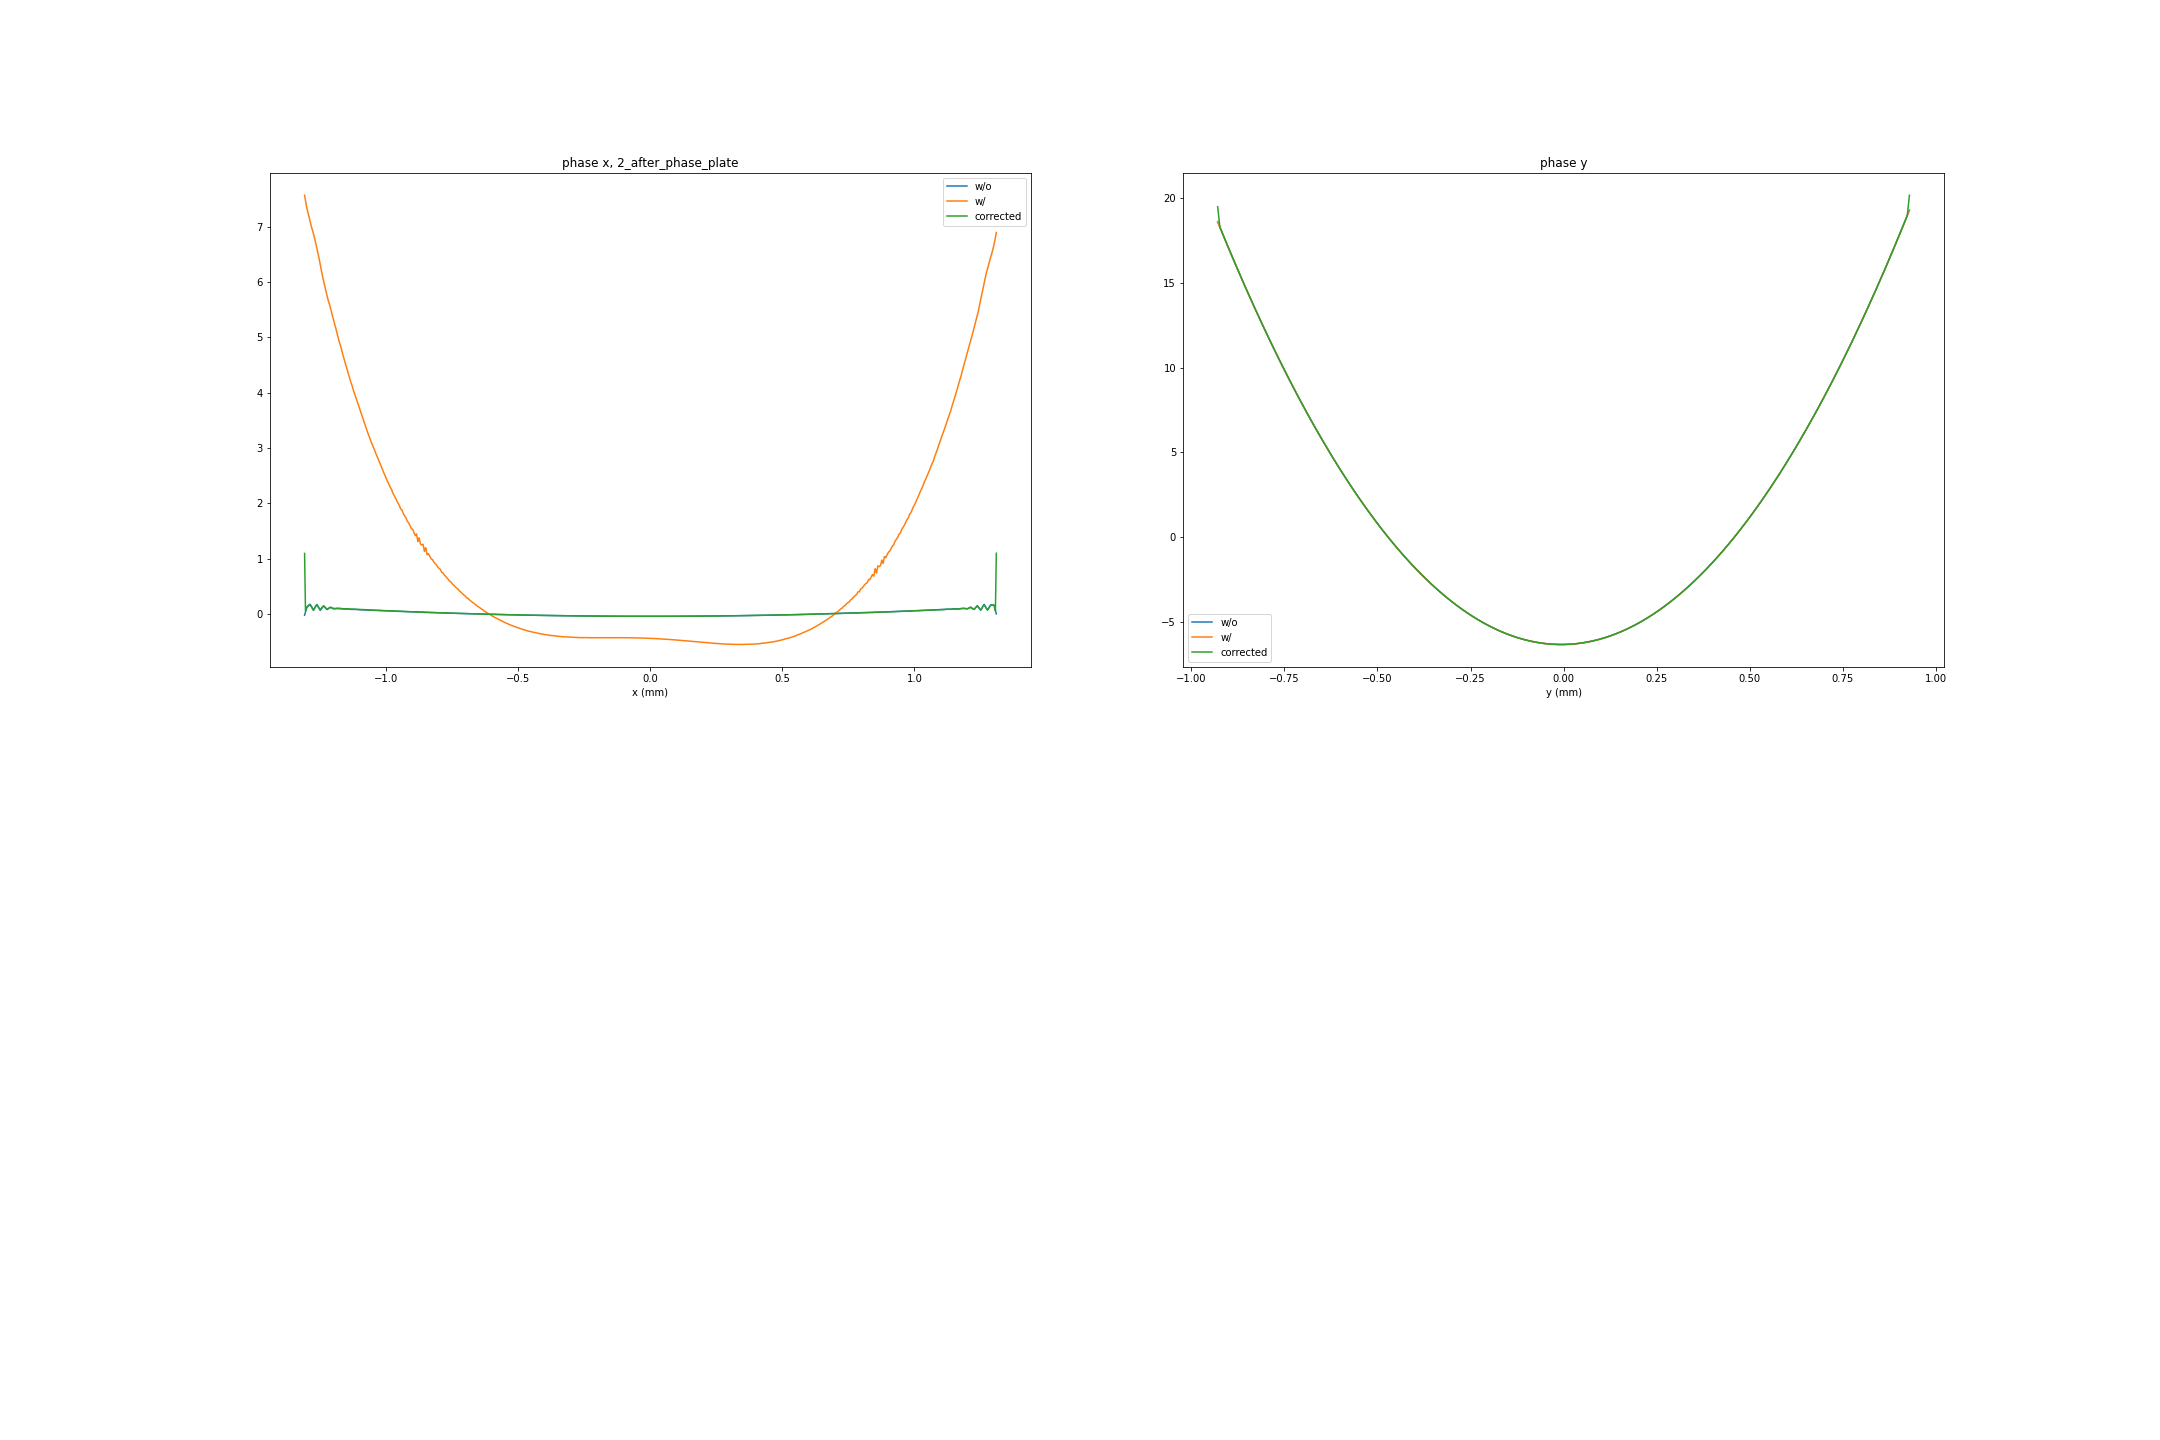 phase x, 2_after_phase_plate
w/o
w/
corrected
7
6
5
4
3
2
1
0
−1.0 −0.5 0.0 0.5 1.0
x (mm)
phase y
20
15
10
5
0
−5
w/o
w/
corrected
−1.00 −0.75 −0.50 −0.25 0.00 0.25 0.50 0.75 1.00
y (mm)